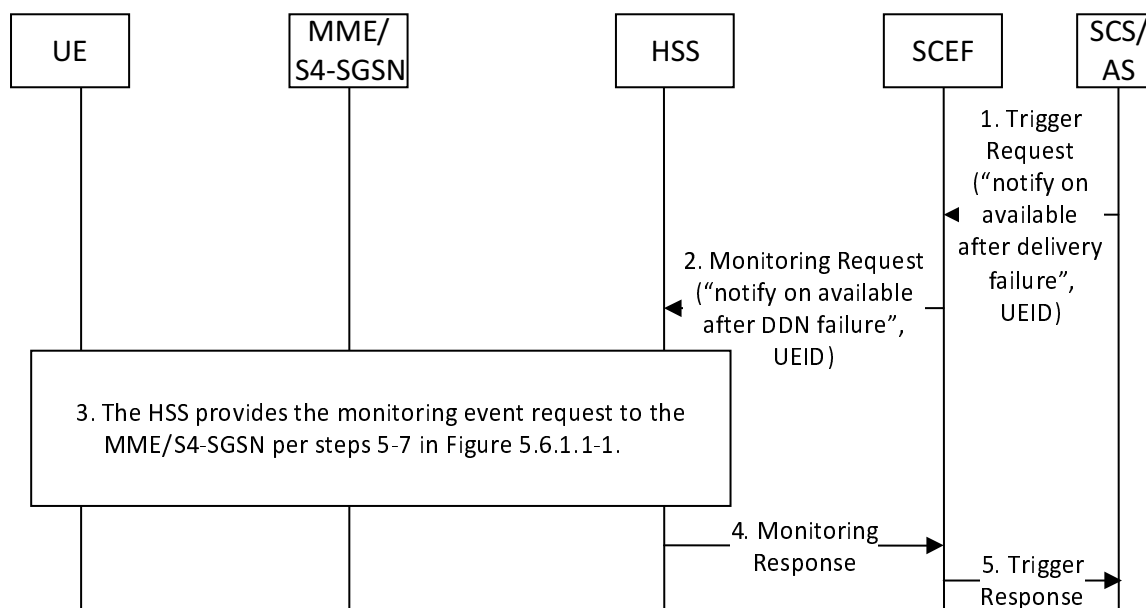 UE
MME/
S4-SGSN
HSS
SCEF
SCS/
AS
1. Trigger
Request
(“notify on
available
after delivery
failure”,
UEID)
2. Monitoring Request
(“notify on available
after DDN failure”,
UEID)
3. The HSS provides the monitoring event request to the
MME/S4-SGSN per steps 5-7 in Figure 5.6.1.1-1.
4. Monitoring
Response
5. Trigger
Response